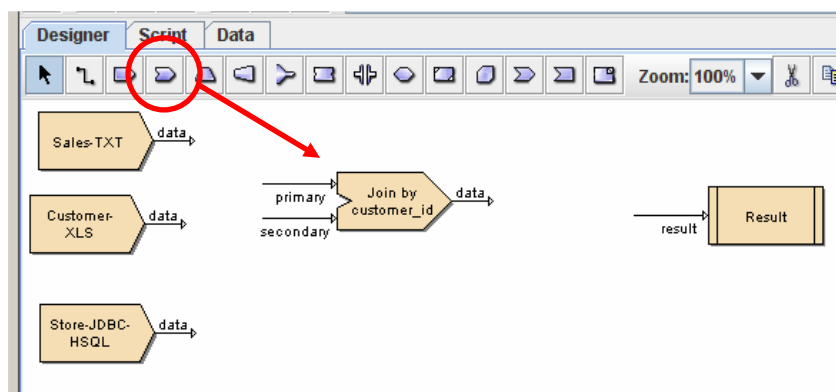 Designer Script Data
Zoom: 100%
Sales-TXT
data
primary
secondary
Join by
customer_id
data
Customer-
XLS
data
result
Result
Store-JDBC-
HSQL
data